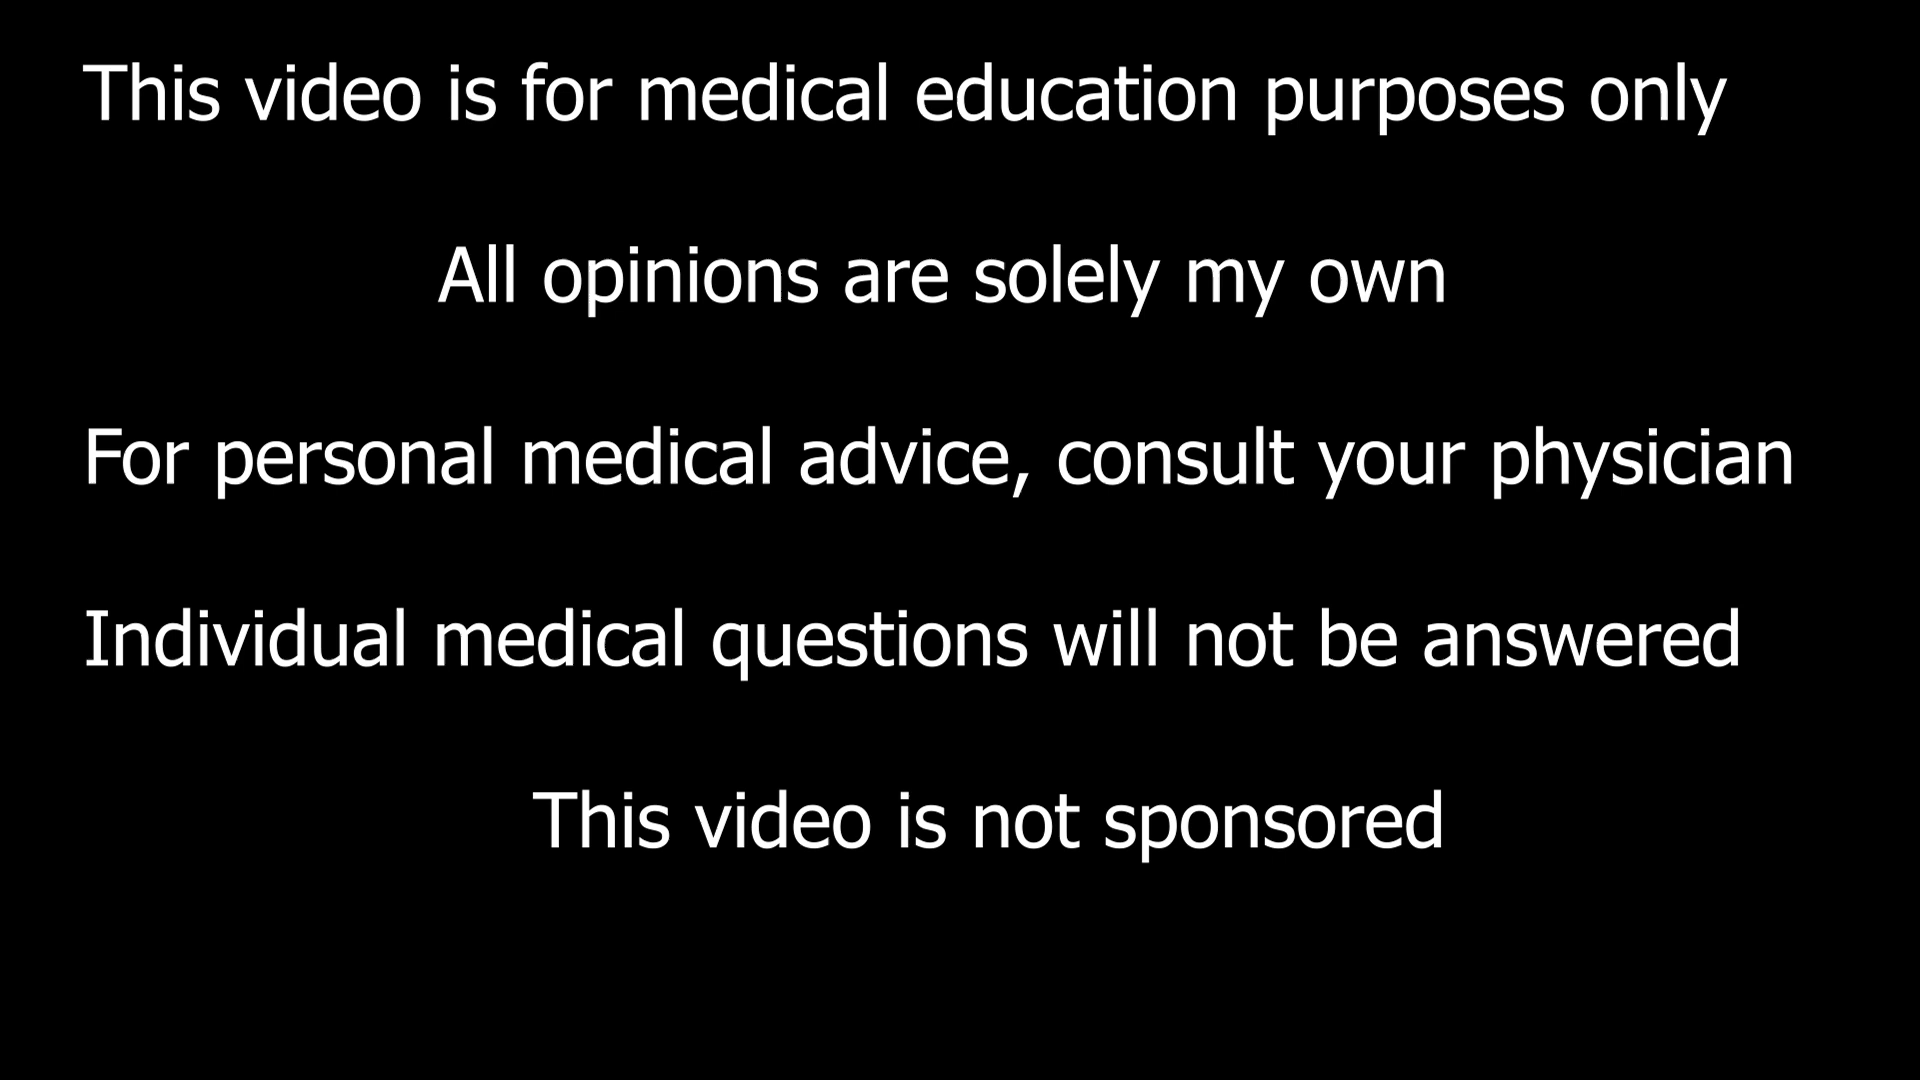 This video is for medical education purposes only
All opinions are solely my own
For personal medical advice, consult your physician
Individual medical questions will not be answered
This video is not sponsored